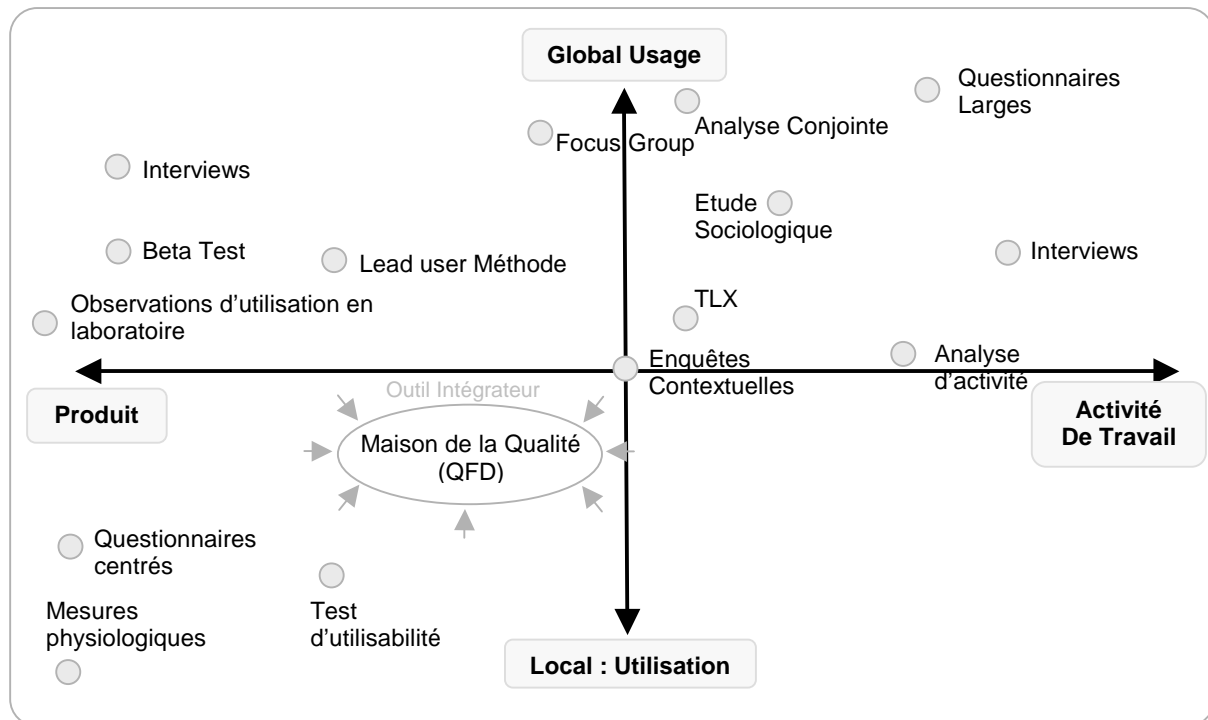 Global Usage
Questionnaires
Larges
Analyse Conjointe
Focus Group
Interviews
Etude
Sociologique
Beta Test
Lead user Méthode
Interviews
Observations d’utilisation en
laboratoire
TLX
Enquêtes
Contextuelles
Analyse
d’activité
Outil Intégrateur
Produit
Activité
De Travail
Maison de la Qualité
(QFD)
Questionnaires
centrés
Mesures
physiologiques
Test
d’utilisabilité
Local : Utilisation